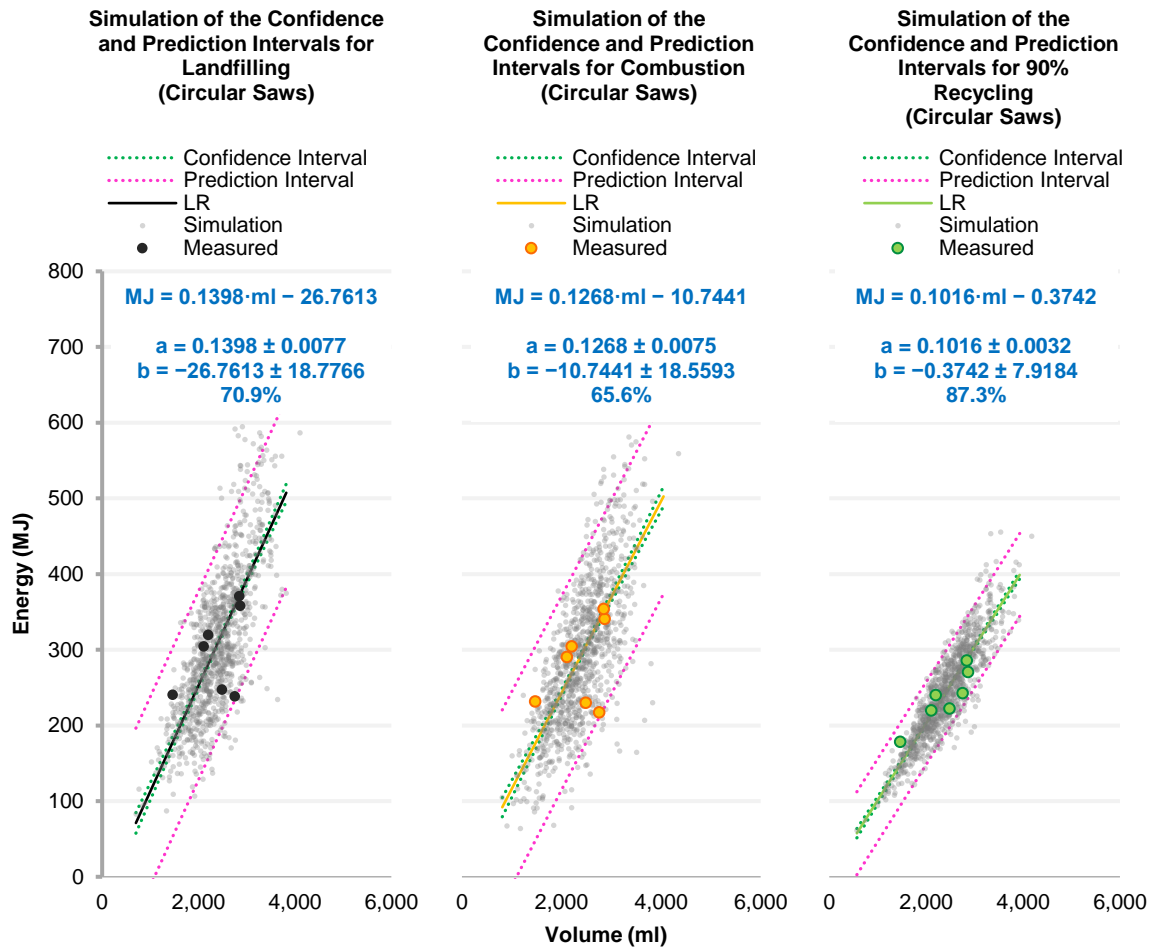 Simulation of the Confidence
and Prediction Intervals for
Landfilling
(Circular Saws)
Confidence Interval
Prediction Interval
LR
Simulation
Measured
MJ = 0.1398·ml − 26.7613
a = 0.1398 ± 0.0077
b = −26.7613 ± 18.7766
70.9%
Simulation of the
Confidence and Prediction
Intervals for Combustion
(Circular Saws)
Confidence Interval
Prediction Interval
LR
Simulation
Measured
MJ = 0.1268·ml − 10.7441
a = 0.1268 ± 0.0075
b = −10.7441 ± 18.5593
65.6%
Simulation of the
Confidence and Prediction
Intervals for 90%
Recycling
(Circular Saws)
Confidence Interval
Prediction Interval
LR
Simulation
Measured
MJ = 0.1016·ml − 0.3742
a = 0.1016 ± 0.0032
b = −0.3742 ± 7.9184
87.3%
Energy (MJ)
800
700
600
500
400
300
200
100
0
0 2,000 4,000 6,000
0 2,000 4,000 6,000
0 2,000 4,000 6,000
Volume (ml)